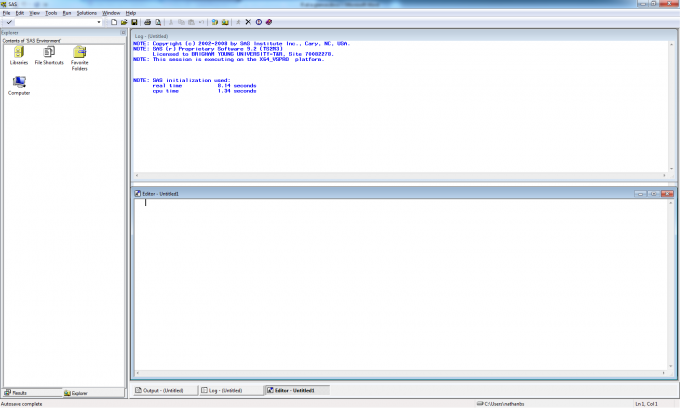 SAS
File Edit View Tools Run Solutions Window Help
Explorer
Contents of 'SAS Environment'
Libraries
File Shortcuts
Favorite
Folders
Computer
Log - (Untitled)
NOTE: Copyright (c) 2002-2008 by SAS Institute Inc., Cary, NC, USA.
NOTE: SAS (r) Proprietary Software 9.2 (TS2M3)
Licensed to BRIGHAM YOUNG UNIVERSITY-T&R, Site 70082278.
NOTE: This session is executing on the X64_VSPRO platform.
NOTE: SAS initialization used:
real time 8.14 seconds
cpu time 1.34 seconds
Editor - Untitled1
Results
Explorer
Output - (Untitled)
Log - (Untitled)
Editor - Untitled1
Autosave complete
C:\Users\nathanbs
Ln 1, Col 1